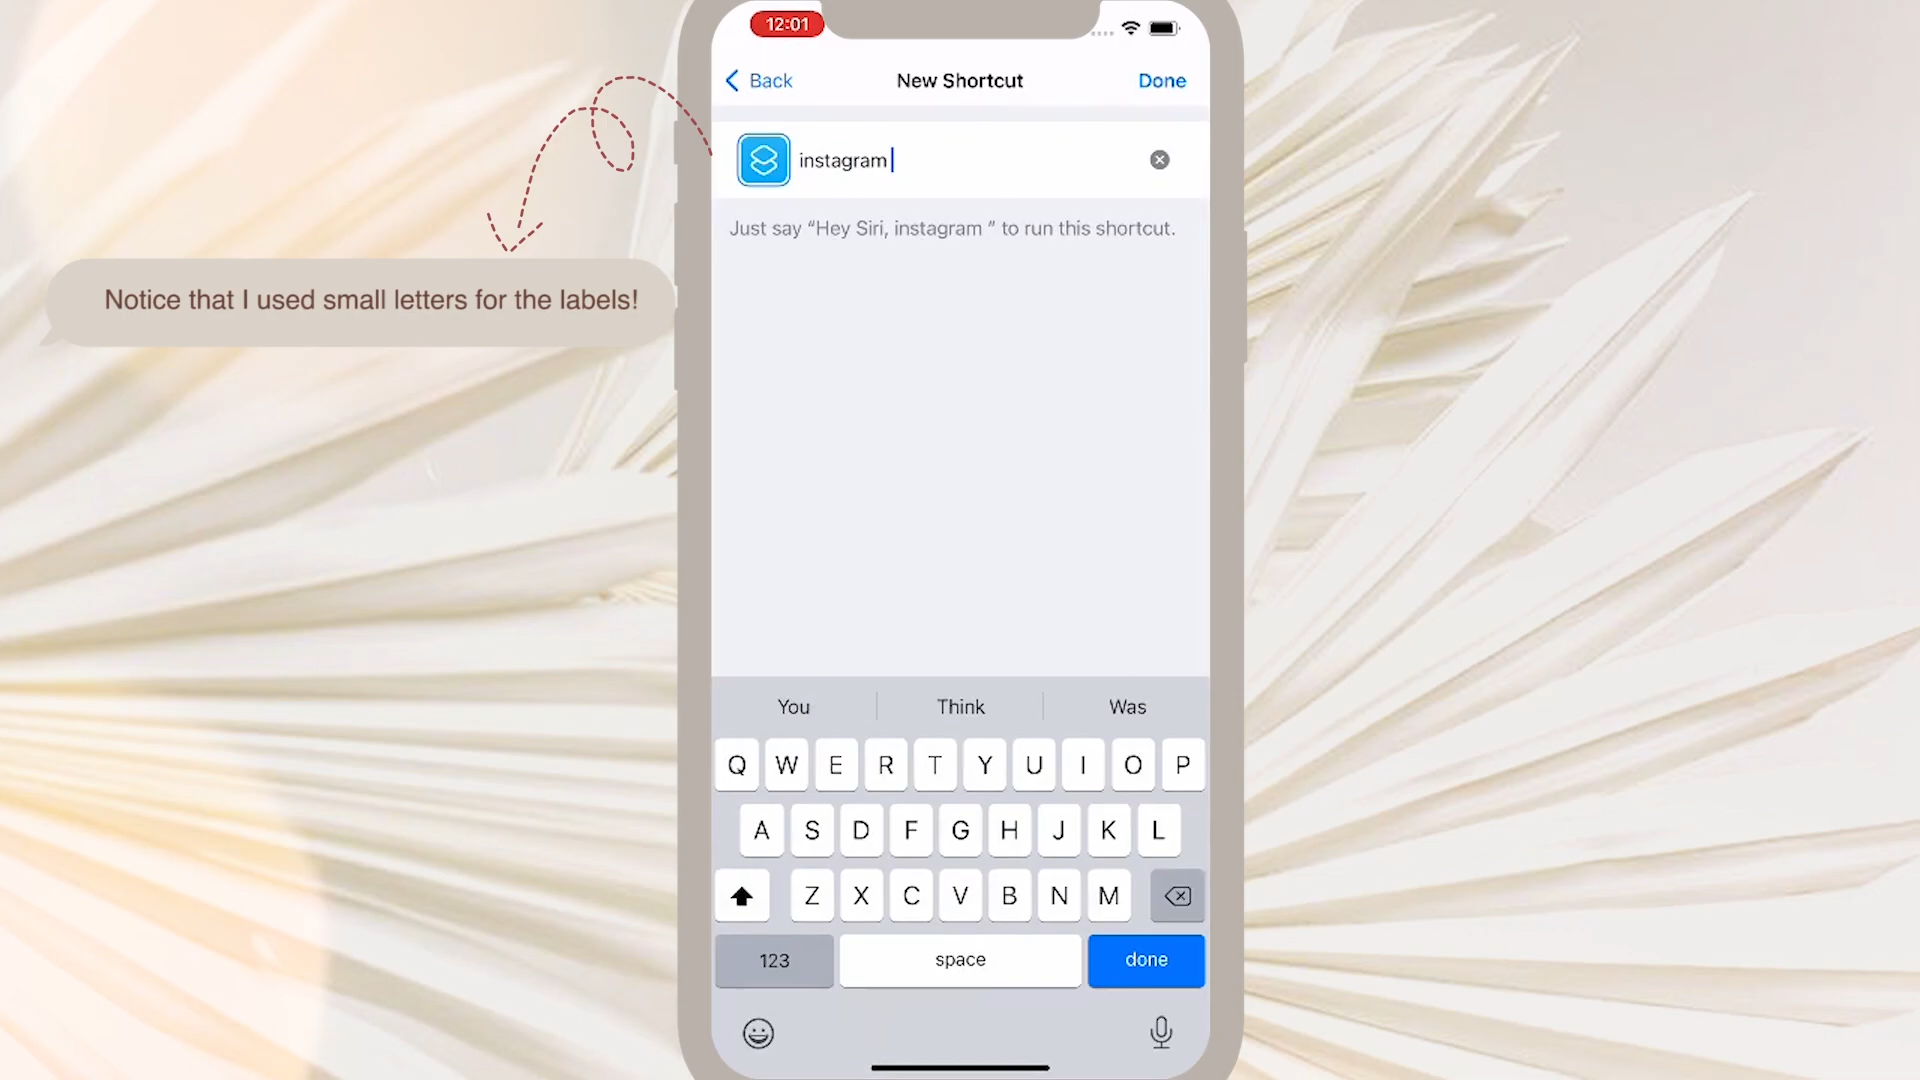 12:01
Back
New Shortcut
Done
instagram
Just say “Hey Siri, instagram ” to run this shortcut.
Notice that I used small letters for the labels!
You
Think
Was
Q W E R T Y U I O P
A S D F G H J K L
Z X C V B N M
123
space
done